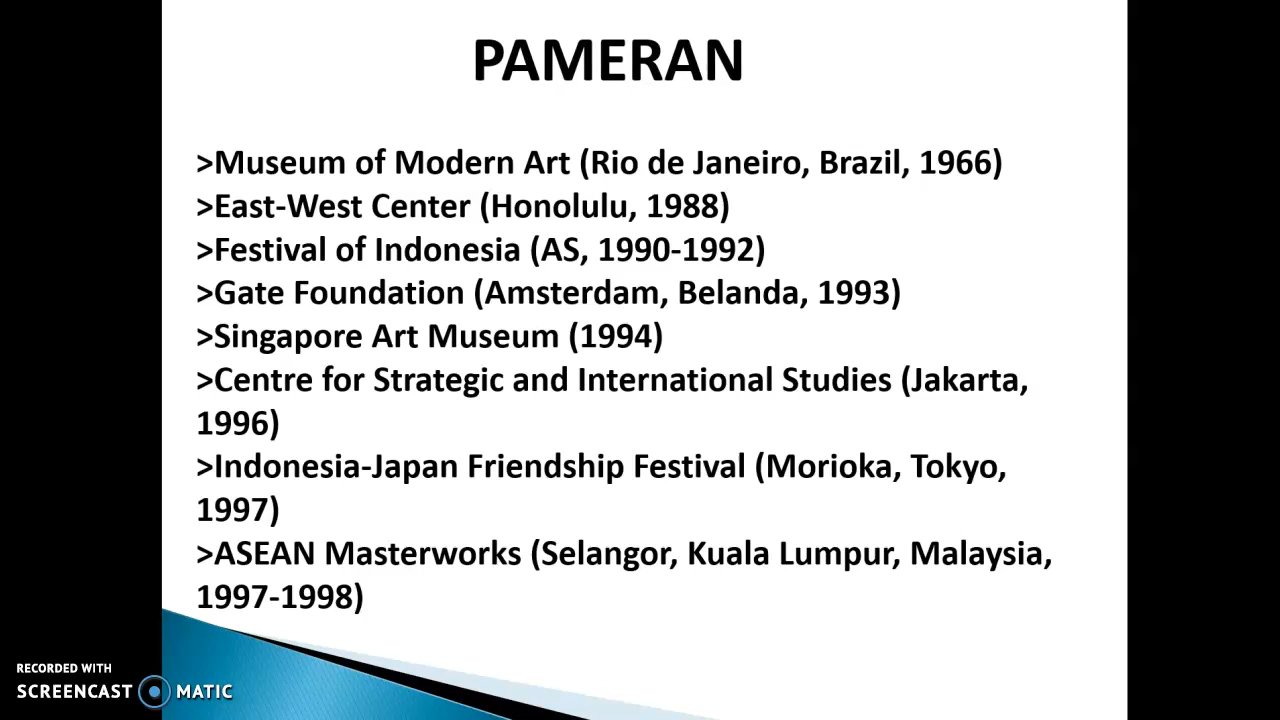 PAMERAN
>Museum of Modern Art (Rio de Janeiro, Brazil, 1966)
>East-West Center (Honolulu, 1988)
>Festival of Indonesia (AS, 1990-1992)
>Gate Foundation (Amsterdam, Belanda, 1993)
>Singapore Art Museum (1994)
>Centre for Strategic and International Studies (Jakarta,
1996)
>Indonesia-Japan Friendship Festival (Morioka, Tokyo,
1997)
>ASEAN Masterworks (Selangor, Kuala Lumpur, Malaysia,
1997-1998)
RECORDED WITH
SCREENCAST MATIC